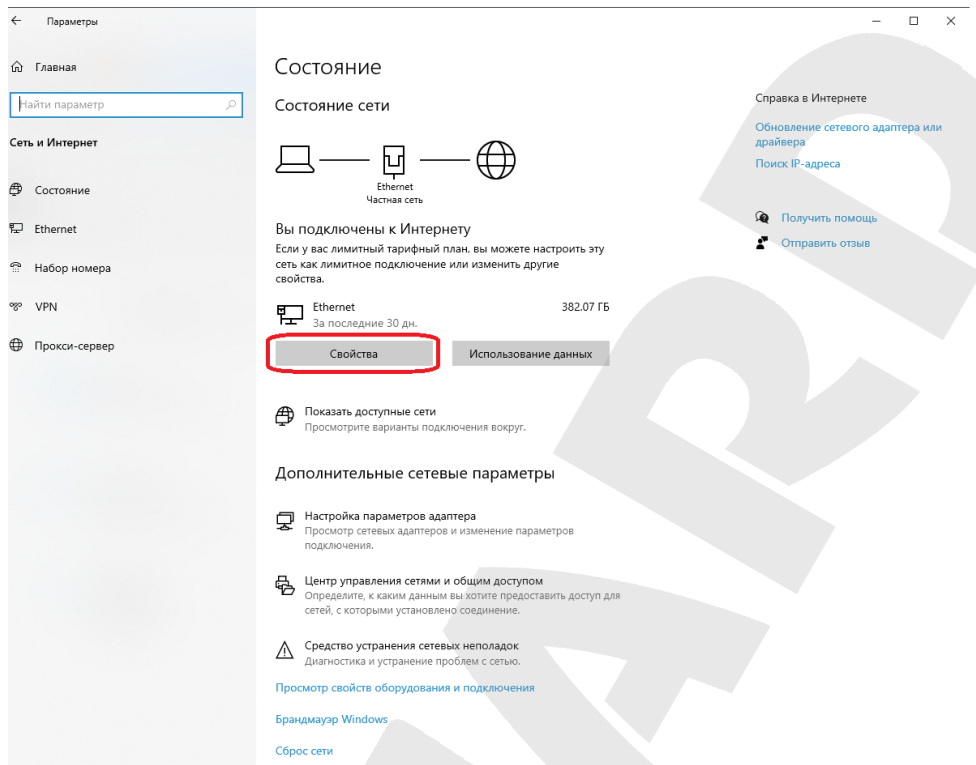 Параметры
Главная
Найти параметр
Сеть и Интернет
Состояние
Ethernet
Набор номера
VPN
Прокси-сервер
Состояние
Состояние сети
Ethernet
Частная сеть
Вы подключены к Интернету
Если у вас лимитный тарифный план, вы можете настроить эту
сеть как лимитное подключение или изменить другие
свойства.
Ethernet 382.07 ГБ
За последние 30 дн.
Свойства Использование данных
Показать доступные сети
Просмотрите варианты подключения вокруг.
Дополнительные сетевые параметры
Настройка параметров адаптера
Просмотр сетевых адаптеров и изменение параметров
подключения.
Центр управления сетями и общим доступом
Определите, к каким данным вы хотите предоставить доступ для
сетей, с которыми установлено соединение.
Средство устранения сетевых неполадок
Диагностика и устранение проблем с сетью.
Просмотр свойств оборудования и подключения
Брандмауэр Windows
Сброс сети
Справка в Интернете
Обновление сетевого адаптера или
драйвера
Поиск IP-адреса
Получить помощь
Отправить отзыв
ARD